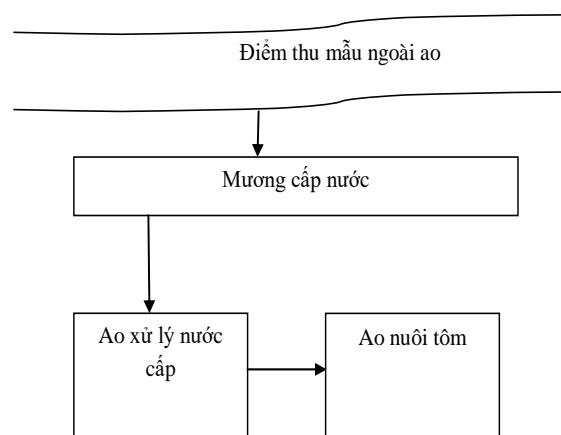 Điểm thu mẫu ngoài ao
Mương cấp nước
Ao xử lý nước
cấp
Ao nuôi tôm